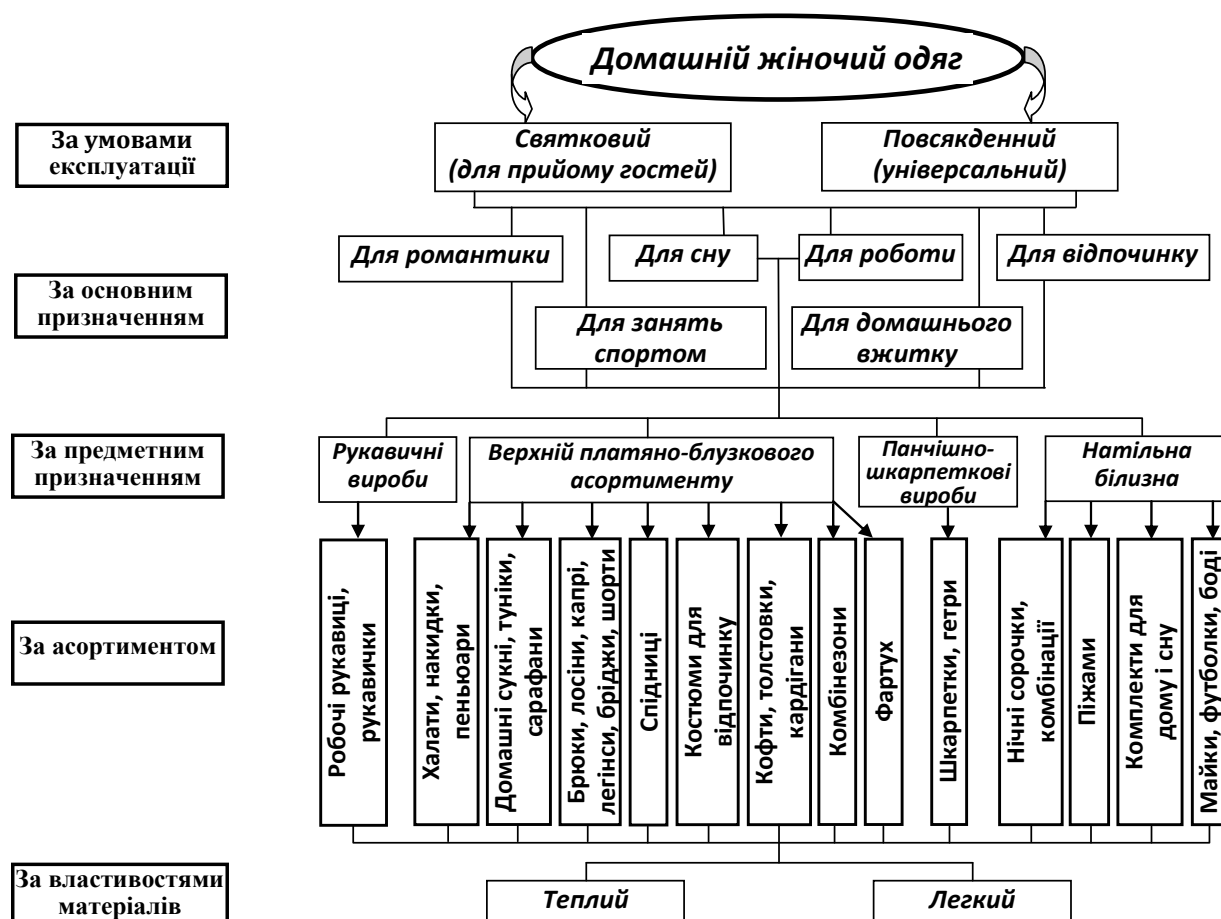 Домашній жіночий одяг
За умовами
експлуатації
Святковий
(для прийому гостей)
Повсякденний
(універсальний)
За основним
призначенням
Для романтики
Для сну
Для роботи
Для відпочинку
Для занять
спортом
Для домашнього
вжитку
За предметним
призначенням
Рукавичні
вироби
Верхній платяно-блузкового
асортименту
Панчішно-
шкарпеткові
вироби
Натільна
білизна
За асортиментом
Робочі рукавиці,
рукавички
Халати, накидки,
пеньюари
Домашні сукні, туніки,
сарафани
Брюки, лосіни, капрі,
легінси, бріджи, шорти
Спідниці
Костюми для
відпочинку
Кофти, толстовки,
кардігани
Комбінезони
Фартух
Шкарпетки, гетри
Нічні сорочки,
комбінації
Піжами
Комплекти для
дому і сну
Майки, футболки, боді
За властивостями
матеріалів
Теплий
Легкий